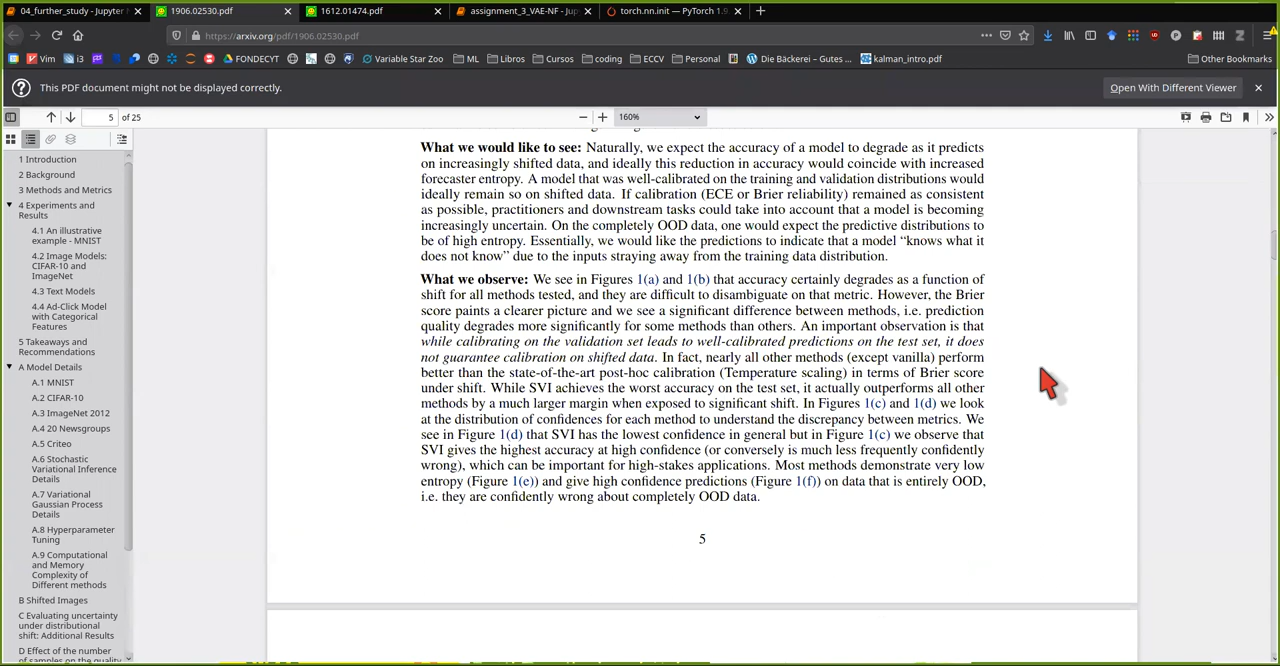 04_further_study - Jupyter N
1906.02530.pdf
1612.01474.pdf
assignment_3_VAE-NF - Jup
torch.nn.init — PyTorch 1.9
https://arxiv.org/pdf/1906.02530.pdf
Vim
i3
FONDECYT
Variable Star Zoo
ML
Libros
Cursos
coding
ECCV
Personal
Die Bäckerei – Gutes ...
kalman_intro.pdf
Other Bookmarks
This PDF document might not be displayed correctly.
Open With Different Viewer
5 of 25
160%
1 Introduction
2 Background
3 Methods and Metrics
4 Experiments and
Results
4.1 An illustrative
example - MNIST
4.2 Image Models:
CIFAR-10 and
ImageNet
4.3 Text Models
4.4 Ad-Click Model
with Categorical
Features
5 Takeaways and
Recommendations
A Model Details
A.1 MNIST
A.2 CIFAR-10
A.3 ImageNet 2012
A.4 20 Newsgroups
A.5 Criteo
A.6 Stochastic
Variational Inference
Details
A.7 Variational
Gaussian Process
Details
A.8 Hyperparameter
Tuning
A.9 Computational
and Memory
Complexity of
Different methods
B Shifted Images
C Evaluating uncertainty
under distributional
shift: Additional Results
D Effect of the number
of samples on the quality
What we would like to see: Naturally, we expect the accuracy of a model to degrade as it predicts
on increasingly shifted data, and ideally this reduction in accuracy would coincide with increased
forecaster entropy. A model that was well-calibrated on the training and validation distributions would
ideally remain so on shifted data. If calibration (ECE or Brier reliability) remained as consistent
as possible, practitioners and downstream tasks could take into account that a model is becoming
increasingly uncertain. On the completely OOD data, one would expect the predictive distributions to
be of high entropy. Essentially, we would like the predictions to indicate that a model “knows what it
does not know” due to the inputs straying away from the training data distribution.
What we observe: We see in Figures 1(a) and 1(b) that accuracy certainly degrades as a function of
shift for all methods tested, and they are difficult to disambiguate on that metric. However, the Brier
score paints a clearer picture and we see a significant difference between methods, i.e. prediction
quality degrades more significantly for some methods than others. An important observation is that
while calibrating on the validation set leads to well-calibrated predictions on the test set, it does
not guarantee calibration on shifted data. In fact, nearly all other methods (except vanilla) perform
better than the state-of-the-art post-hoc calibration (Temperature scaling) in terms of Brier score
under shift. While SVI achieves the worst accuracy on the test set, it actually outperforms all other
methods by a much larger margin when exposed to significant shift. In Figures 1(c) and 1(d) we look
at the distribution of confidences for each method to understand the discrepancy between metrics. We
see in Figure 1(d) that SVI has the lowest confidence in general but in Figure 1(c) we observe that
SVI gives the highest accuracy at high confidence (or conversely is much less frequently confidently
wrong), which can be important for high-stakes applications. Most methods demonstrate very low
entropy (Figure 1(e)) and give high confidence predictions (Figure 1(f)) on data that is entirely OOD,
i.e. they are confidently wrong about completely OOD data.
5